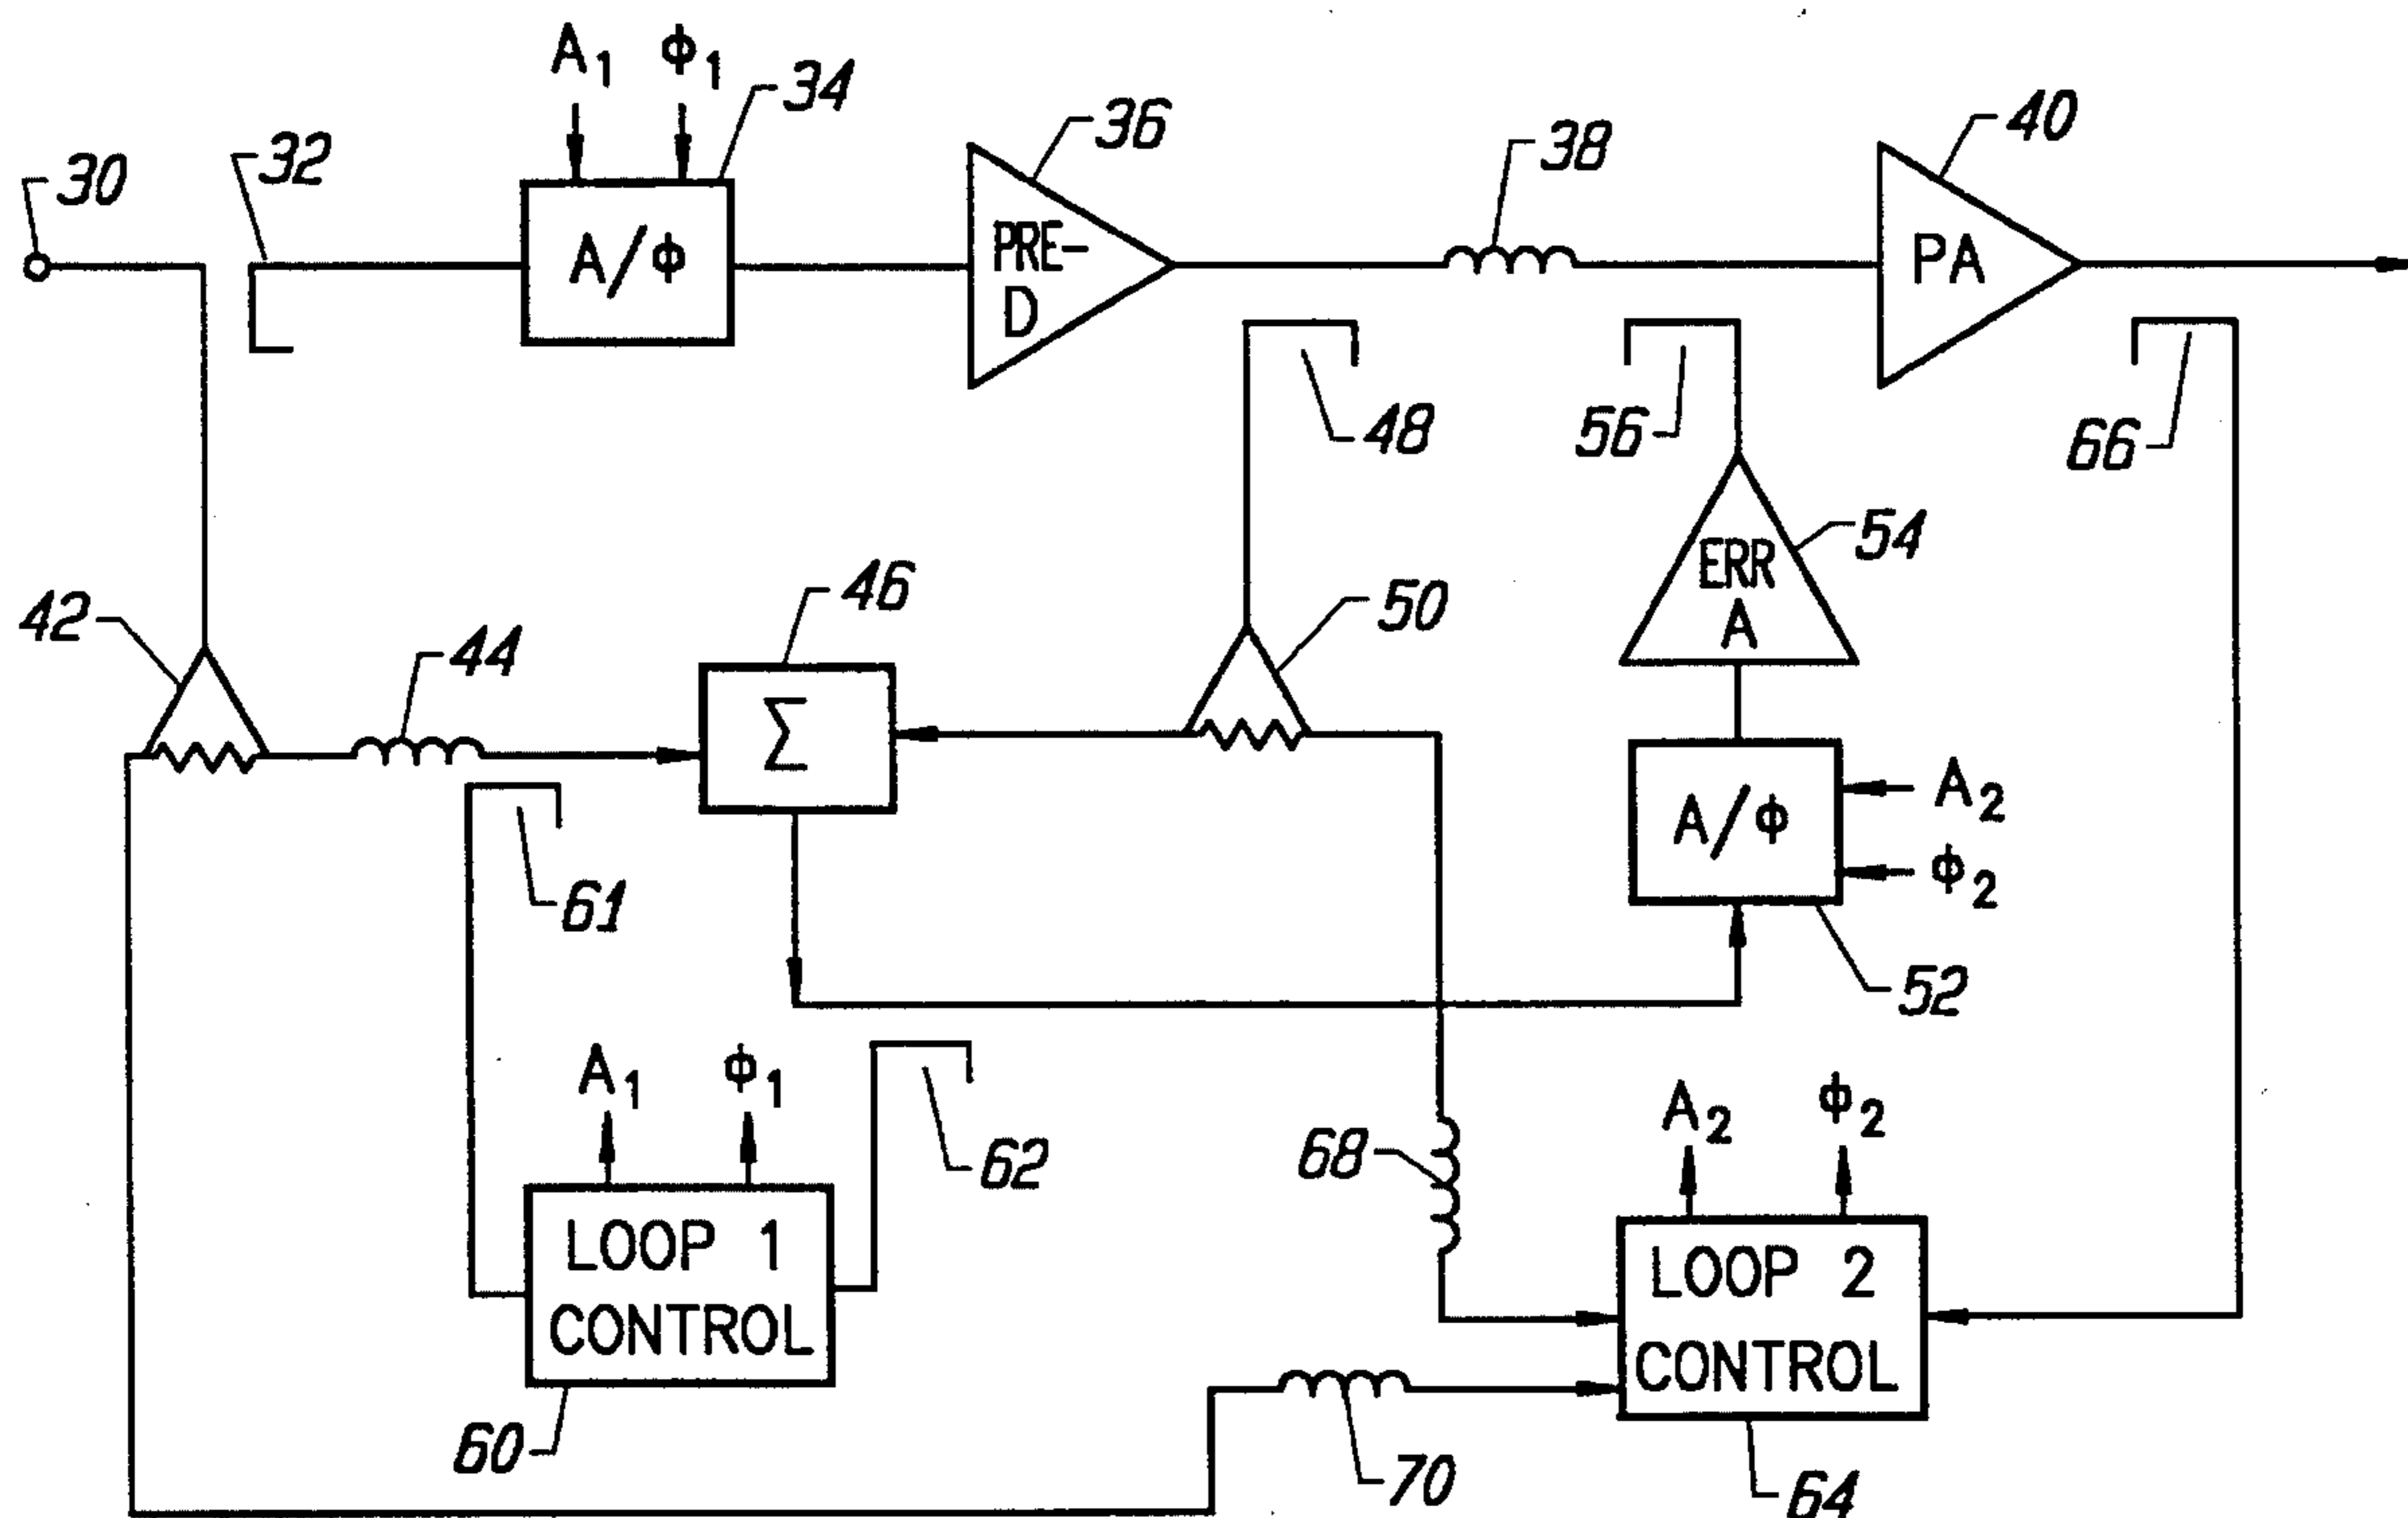 A₁ ϕ₁
34
36
38
40
30
32
A/ϕ
PRE-
D
PA
48
56
66
54
ERR
A
42
44
46
50
Σ
A/ϕ
A₂
ϕ₂
61
52
A₁ ϕ₁
62
68
A₂ ϕ₂
LOOP 1
CONTROL
LOOP 2
CONTROL
60
70
64